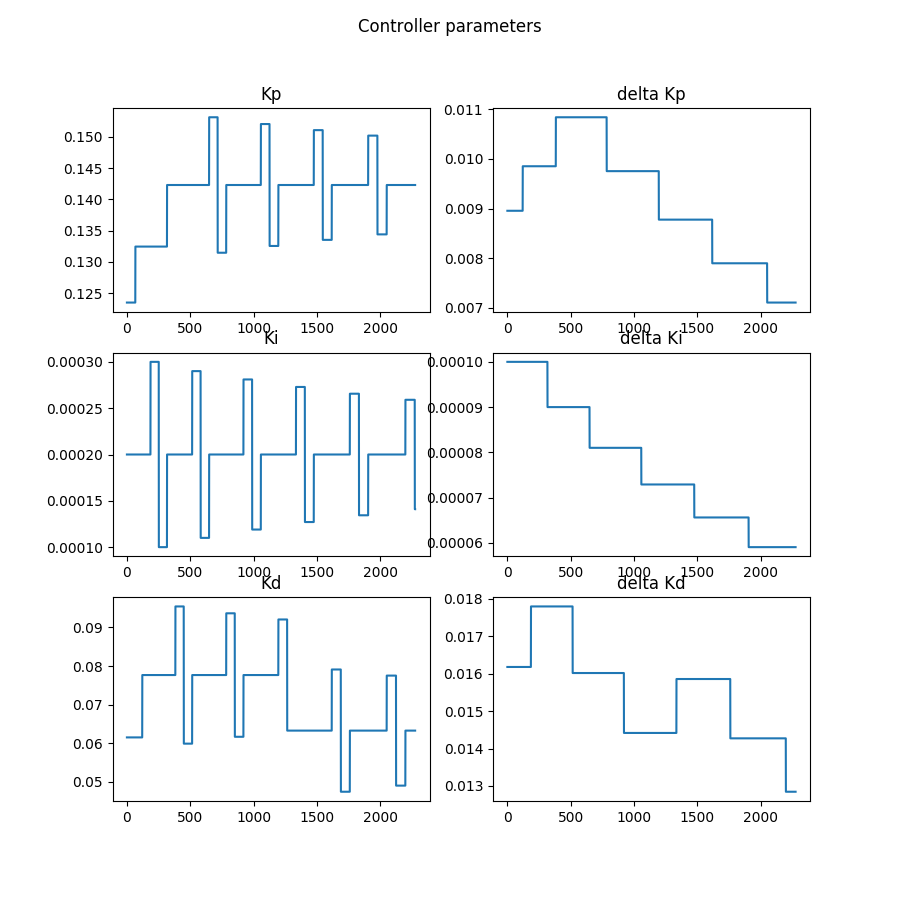 Controller parameters
Kp
delta Kp
0.150
0.145
0.140
0.135
0.130
0.125
0 500 1000 1500 2000
0.011
0.010
0.009
0.008
0.007
0 500 1000 1500 2000
Ki
delta Ki
0.00030
0.00025
0.00020
0.00015
0.00010
0 500 1000 1500 2000
0.00010
0.00009
0.00008
0.00007
0.00006
0 500 1000 1500 2000
Kd
delta Kd
0.09
0.08
0.07
0.06
0.05
0 500 1000 1500 2000
0.018
0.017
0.016
0.015
0.014
0.013
0 500 1000 1500 2000